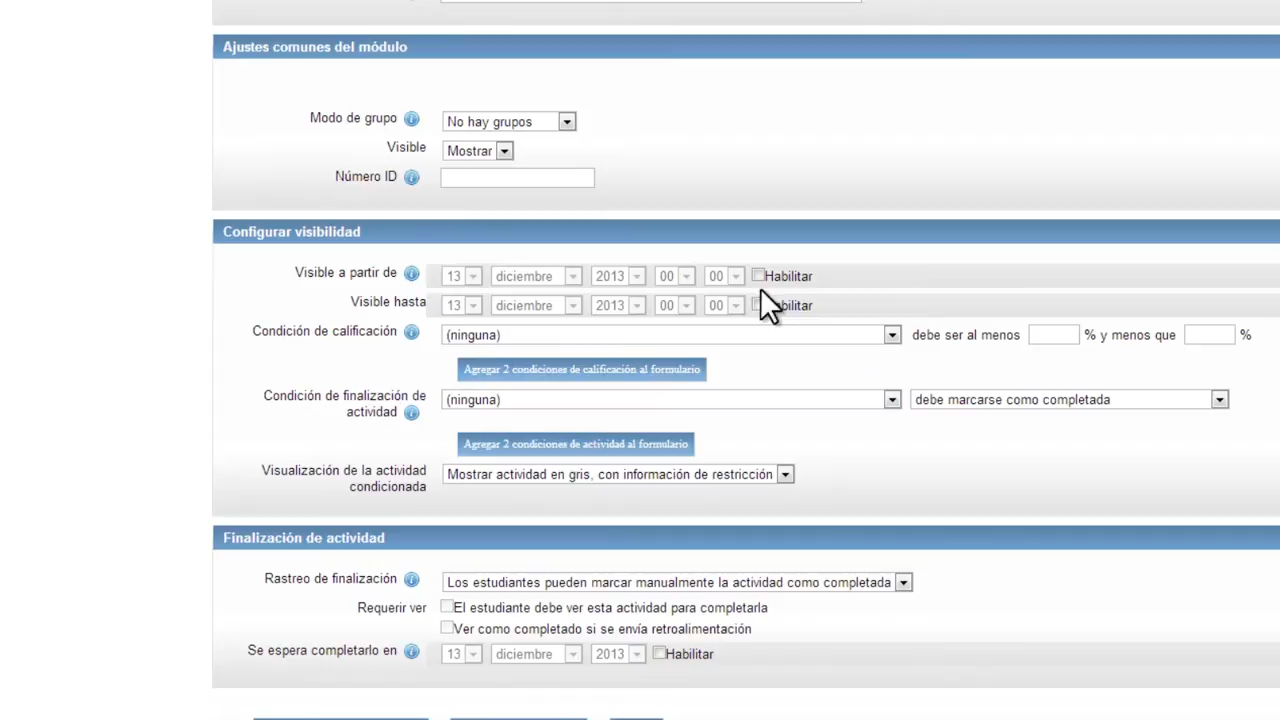 Ajustes comunes del módulo
Modo de grupo No hay grupos
Visible Mostrar
Número ID
Configurar visibilidad
Visible a partir de 13 diciembre 2013 00 00 Habilitar
Visible hasta 13 diciembre 2013 00 00
Condición de calificación (ninguna) debe ser al menos % y menos que %
Agregar 2 condiciones de calificación al formulario
Condición de finalización de
actividad (ninguna) debe marcarse como completada
Agregar 2 condiciones de actividad al formulario
Visualización de la actividad
condicionada Mostrar actividad en gris, con información de restricción
Finalización de actividad
Rastreo de finalización Los estudiantes pueden marcar manualmente la actividad como completada
Requerir ver El estudiante debe ver esta actividad para completarla
Ver como completado si se envía retroalimentación
Se espera completarlo en 13 diciembre 2013 Habilitar